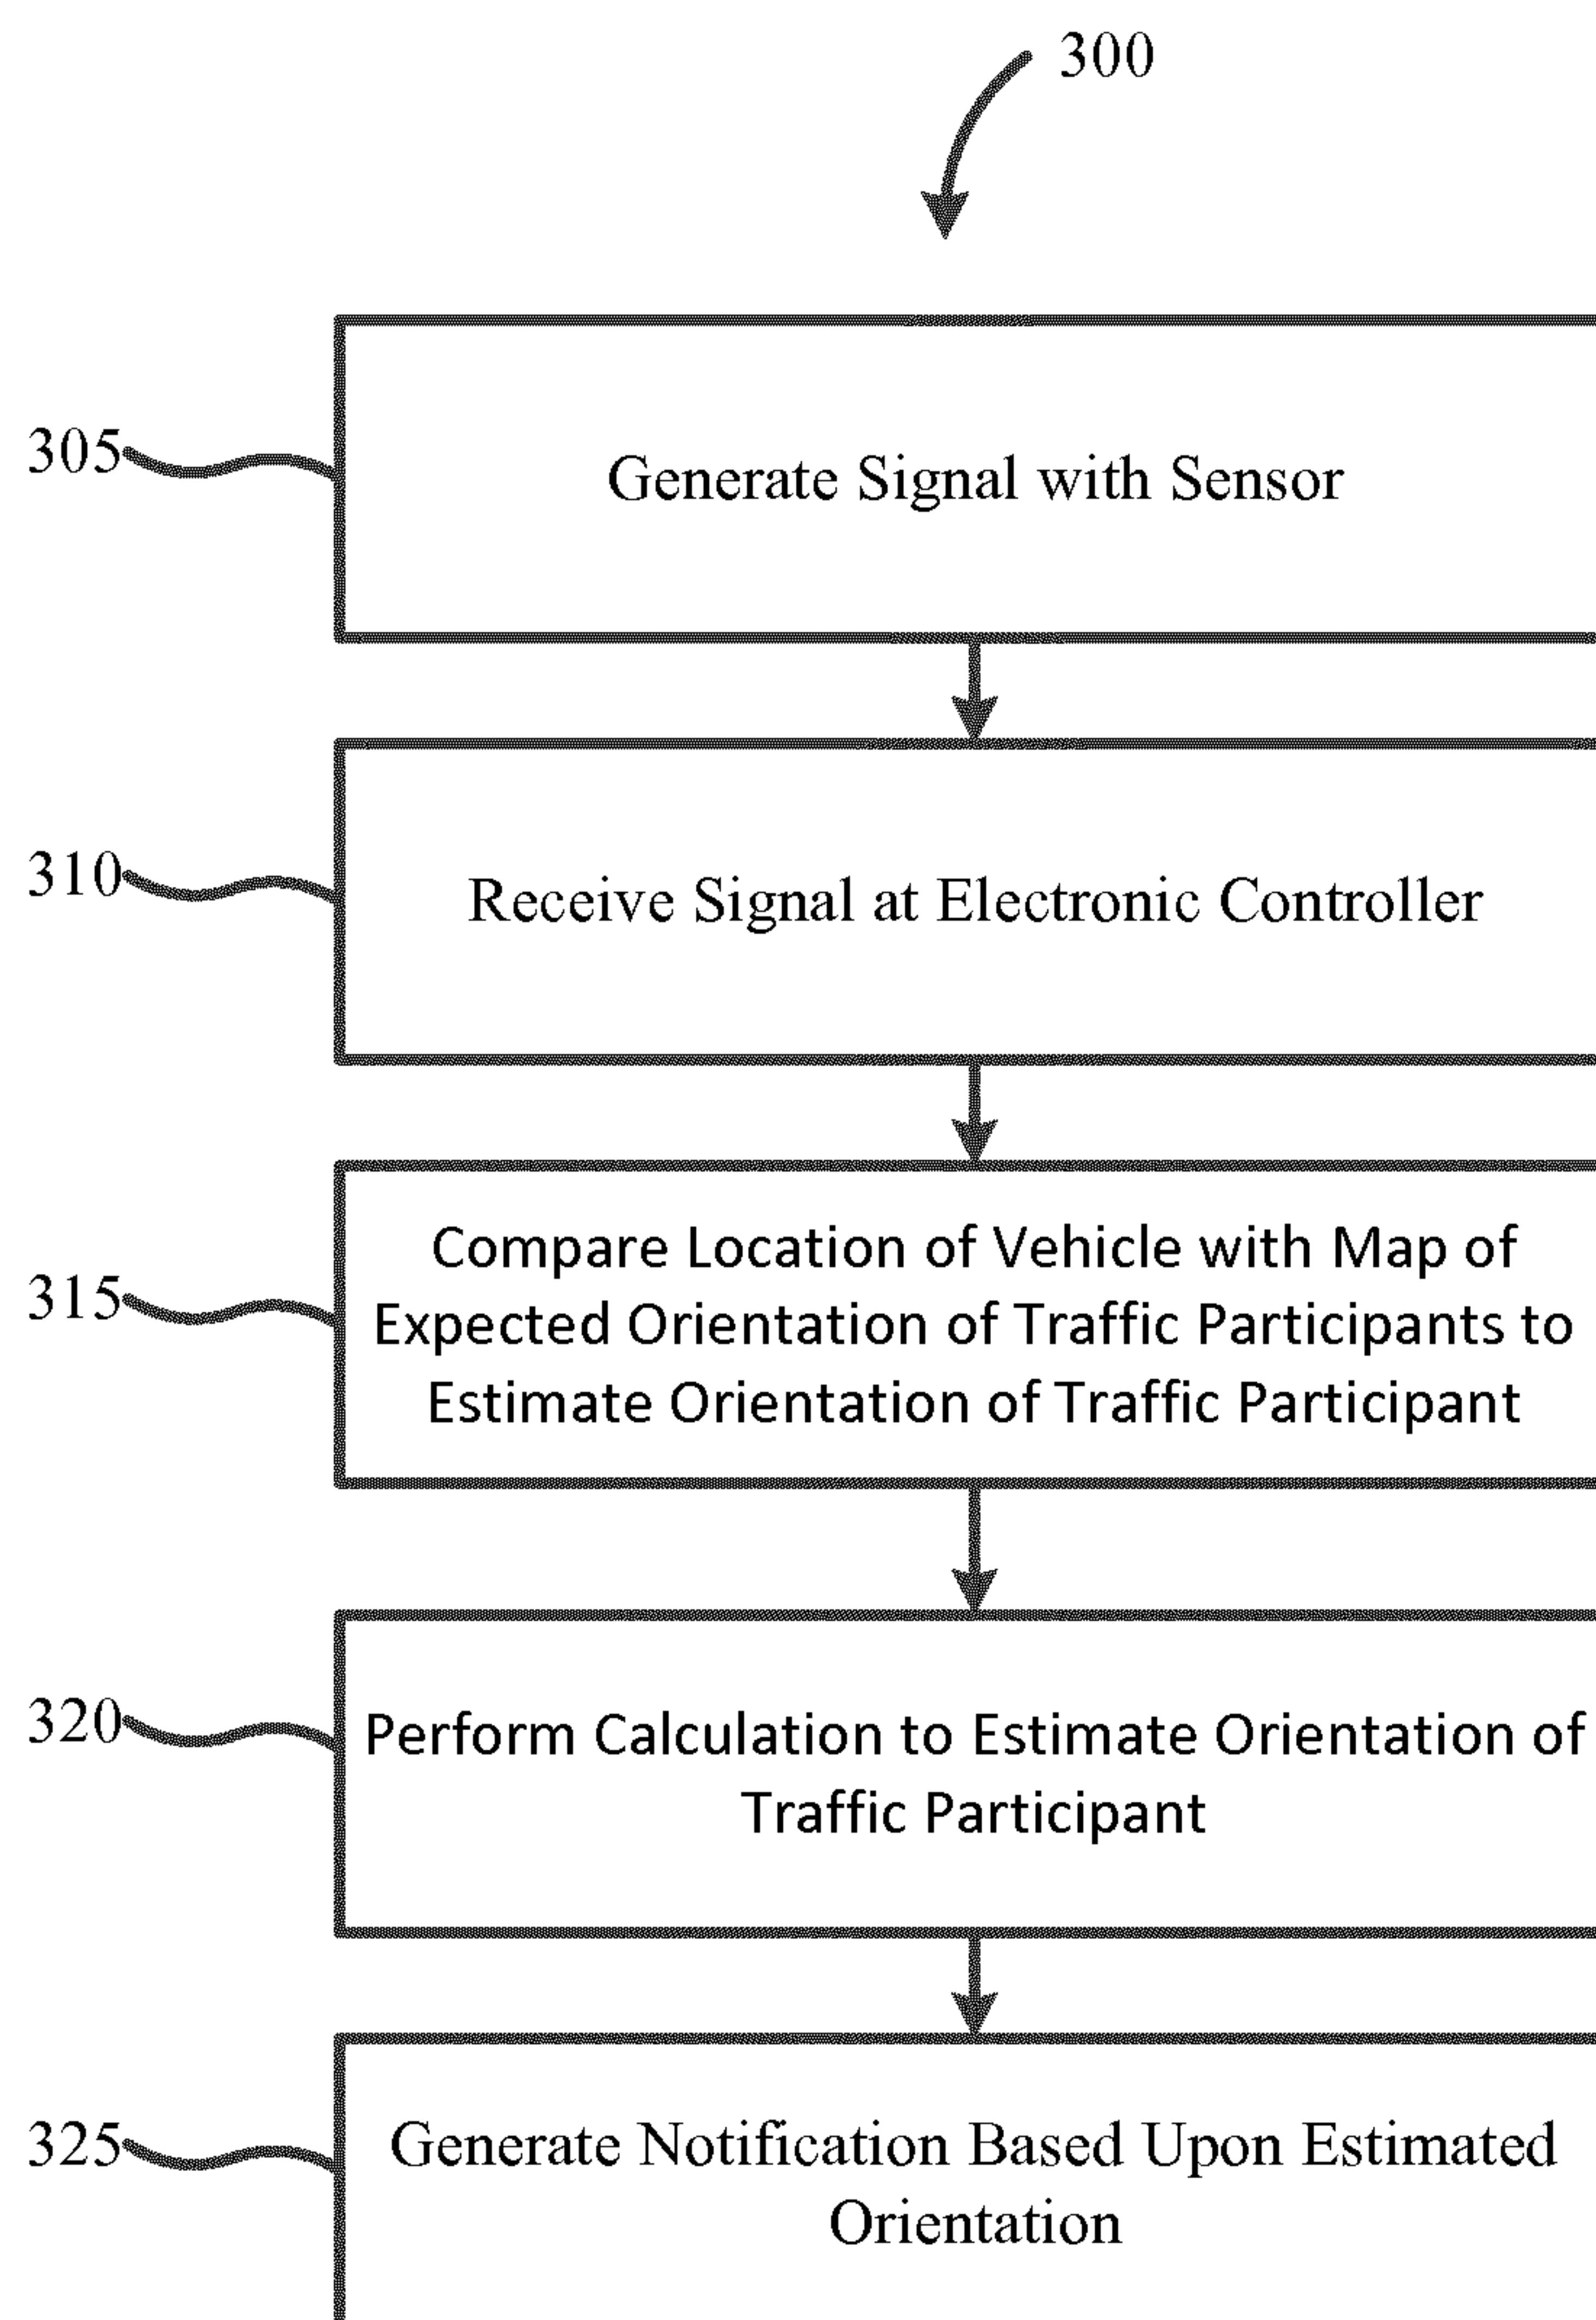 300
305
Generate Signal with Sensor
310
Receive Signal at Electronic Controller
315
Compare Location of Vehicle with Map of
Expected Orientation of Traffic Participants to
Estimate Orientation of Traffic Participant
320
Perform Calculation to Estimate Orientation of
Traffic Participant
325
Generate Notification Based Upon Estimated
Orientation